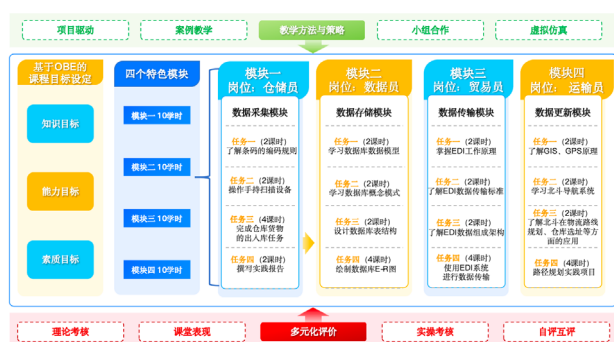 项目驱动
案例教学
教学方法与策略
小组合作
虚拟仿真
基于OBE的
课程目标设定
知识目标
能力目标
素质目标
四个特色模块
模块一 10学时
模块二 10学时
模块三 10学时
模块四 10学时
模块一
岗位：仓储员
数据采集模块
任务一（2课时）
了解条码的编码规则
任务二（2课时）
操作手持扫描设备
任务三（4课时）
完成仓库货物
的出入库任务
任务四（2课时）
撰写实践报告
模块二
岗位：数据员
数据存储模块
任务一（2课时）
学习数据库数据模型
任务二（2课时）
学习数据库概念模式
任务三（2课时）
设计数据库表结构
任务四（4课时）
绘制数据库E-R图
模块三
岗位：贸易员
数据传输模块
任务一（2课时）
掌握EDI工作原理
任务二（2课时）
了解EDI数据传输标准
任务三（2课时）
了解EDI数据组成架构
任务四（4课时）
使用EDI系统
进行数据传输
模块四
岗位：运输员
数据更新模块
任务一（2课时）
了解GIS、GPS原理
任务二（2课时）
学习北斗导航系统
任务三（2课时）
了解北斗在物流路线
规划、仓库选址等方
面的应用
任务四（4课时）
路径规划实践项目
理论考核
课堂表现
多元化评价
实操考核
自评互评